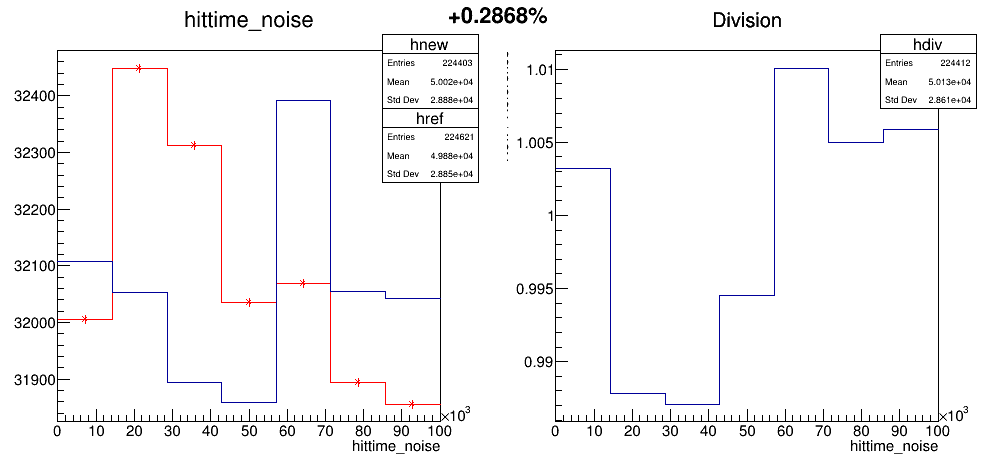 +0.2868%
hittime_noise
hnew
Entries 224403
Mean 5.002e+04
Std Dev 2.888e+04
href
Entries 224621
Mean 4.988e+04
Std Dev 2.885e+04
32400
32300
32200
32100
32000
31900
0 10 20 30 40 50 60 70 80 90 100
×10³
hittime_noise
Division
hdiv
Entries 224412
Mean 5.013e+04
Std Dev 2.861e+04
1.01
1.005
1
0.995
0.99
0 10 20 30 40 50 60 70 80 90 100
×10³
hittime_noise